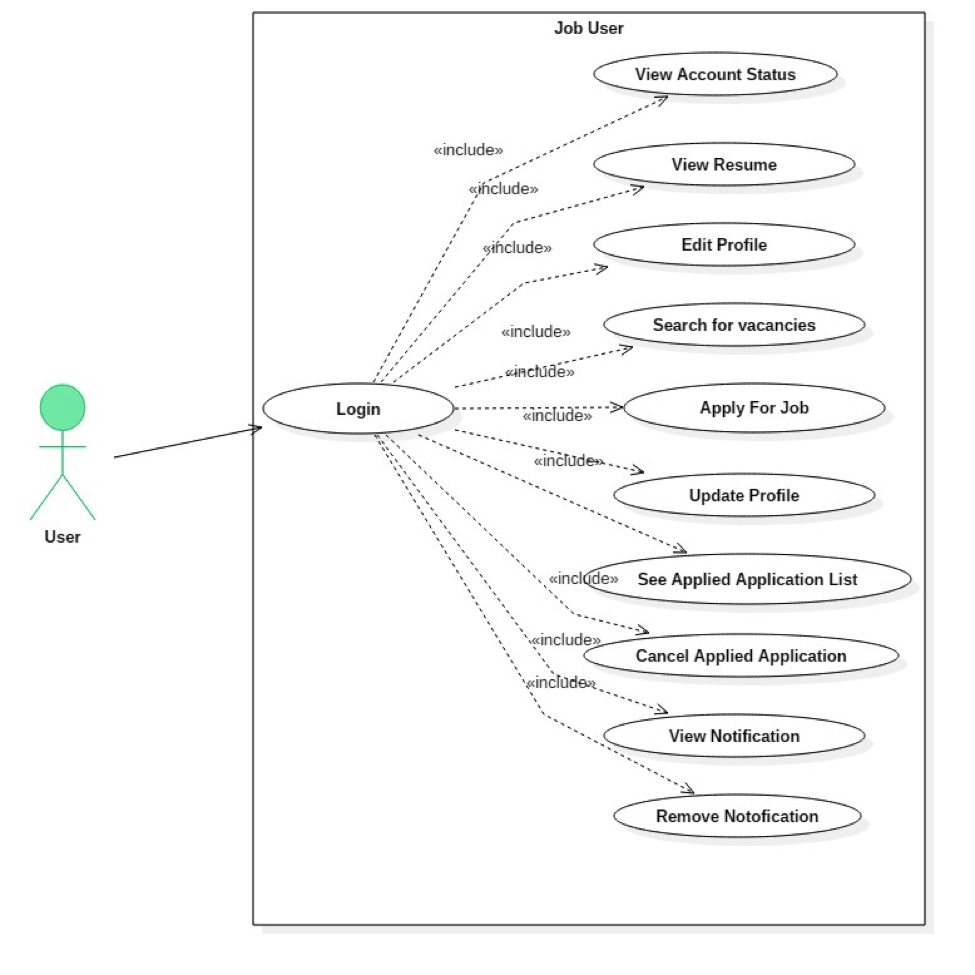 Job User
View Account Status
«include»
View Resume
«include»
Edit Profile
«include»
Search for vacancies
«include»
«include»
Login
Apply For Job
«include»
«include»
Update Profile
User
«include»
See Applied Application List
«include»
Cancel Applied Application
«include»
View Notification
Remove Notofication